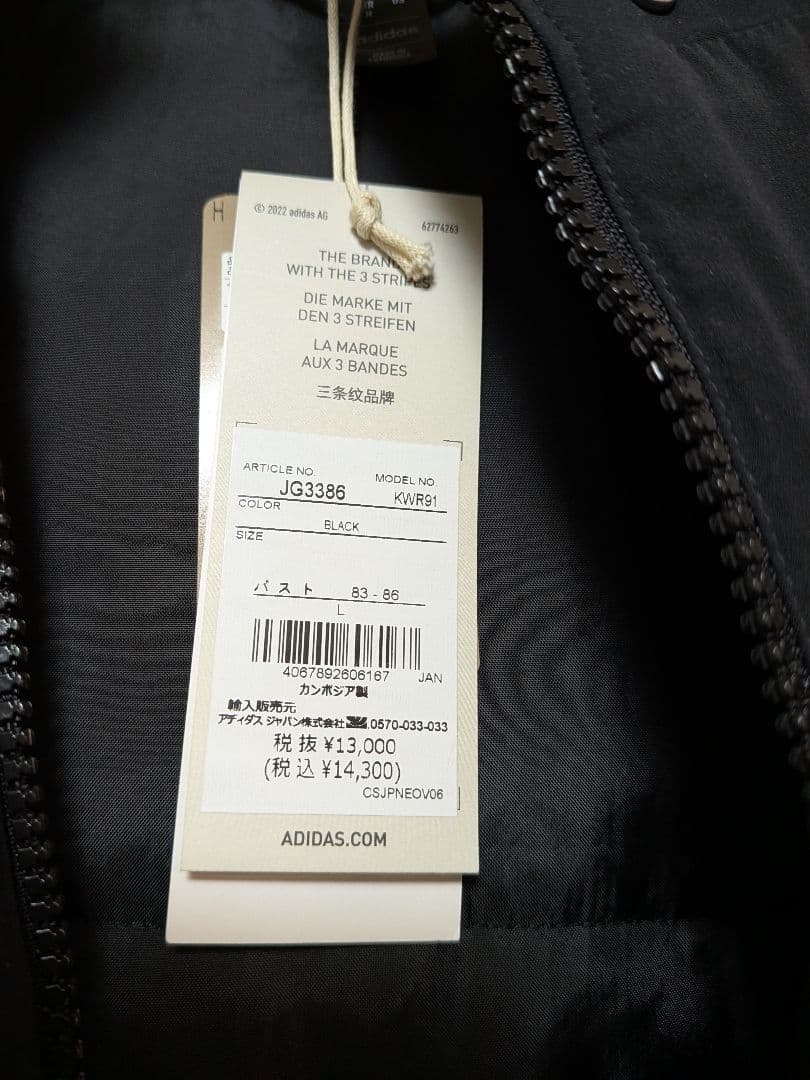 adidas
© 2022 adidas AG
62774263
THE BRAND
WITH THE 3 STRIPES
DIE MARKE MIT
DEN 3 STREIFEN
LA MARQUE
AUX 3 BANDES
三条纹品牌
ARTICLE NO.
MODEL NO.
JG3386
KWR91
COLOR
BLACK
SIZE
バスト 83 - 86
L
4067892606167 JAN
カンボジア製
輸入販売元
アディダス ジャパン株式会社 0570-033-033
税抜 ¥13,000
(税込 ¥14,300)
CSJPNEOV06
ADIDAS.COM